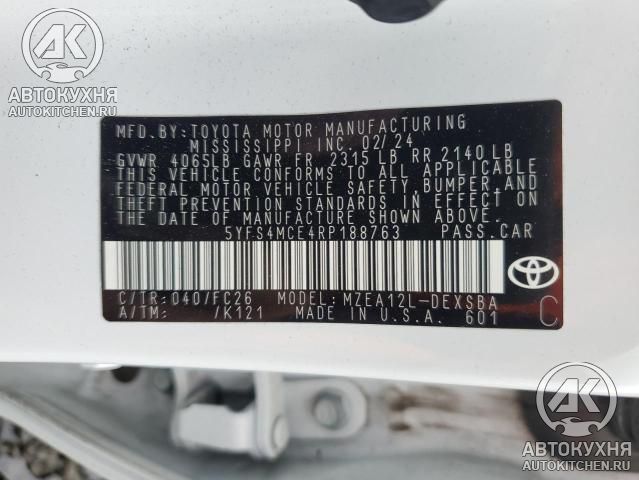 АК
АВТОКУХНЯ
AUTOKITCHEN.RU
MFD.BY:TOYOTA MOTOR MANUFACTURING
MISSISSIPPI INC. 02/24
GVWR 4065LB GAWR FR 2315 LB RR 2140 LB
THIS VEHICLE CONFORMS TO ALL APPLICABLE
FEDERAL MOTOR VEHICLE SAFETY, BUMPER, AND
THEFT PREVENTION STANDARDS IN EFFECT ON
THE DATE OF MANUFACTURE SHOWN ABOVE.
5YFS4MCE4RP188763 PASS.CAR
C/TR:040/FC26 MODEL:MZEA12L-DEXSBA
A/TM: /K121 MADE IN U.S.A. 601 C
АК
АВТОКУХНЯ
AUTOKITCHEN.RU